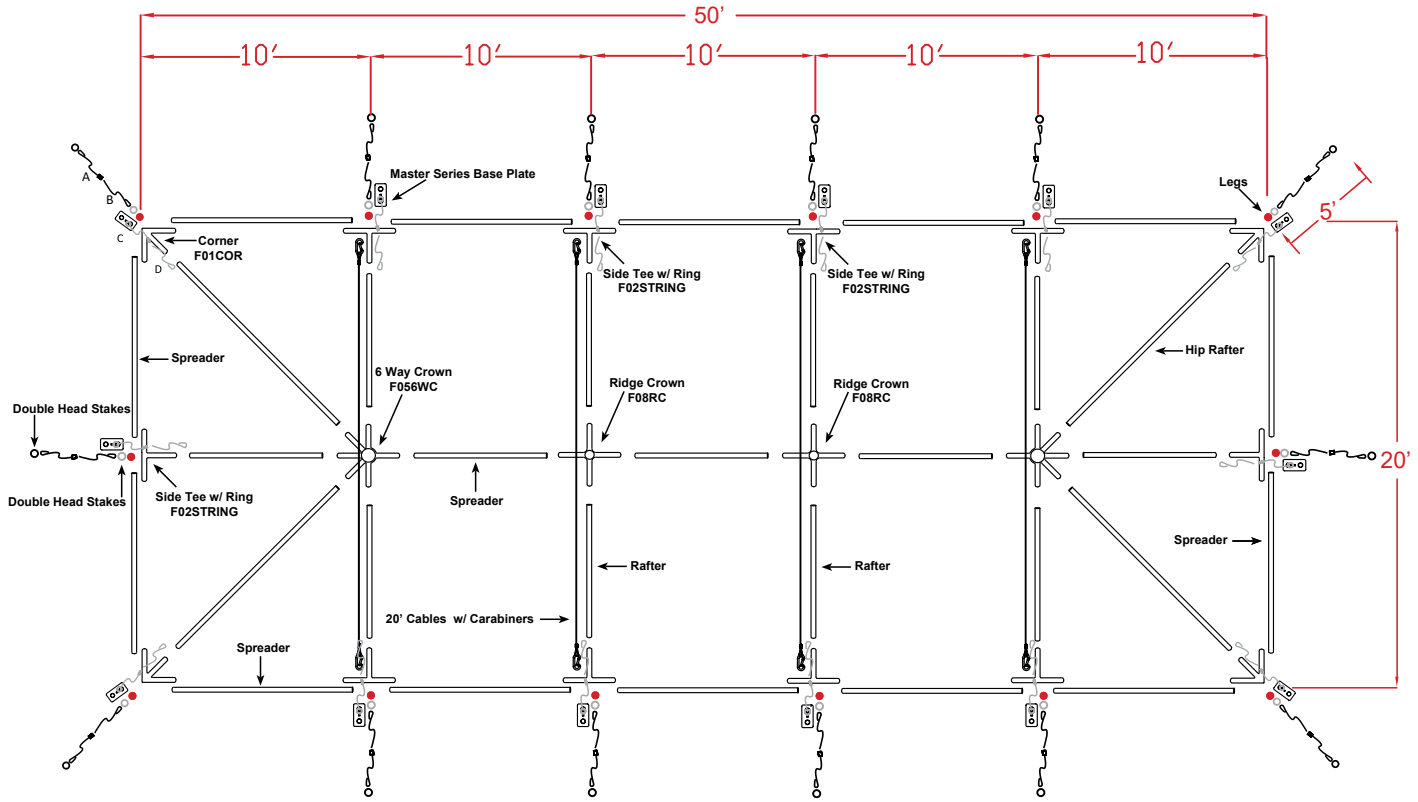 50'
10'
10'
10'
10'
10'
Master Series Base Plate
Legs
5'
A
B
C
D
Corner
F01COR
Side Tee w/ Ring
F02STRING
Side Tee w/ Ring
F02STRING
Spreader
6 Way Crown
F056WC
Ridge Crown
F08RC
Ridge Crown
F08RC
Hip Rafter
Double Head Stakes
20'
Double Head Stakes
Side Tee w/ Ring
F02STRING
Spreader
Spreader
Rafter
Rafter
20' Cables w/ Carabiners
Spreader